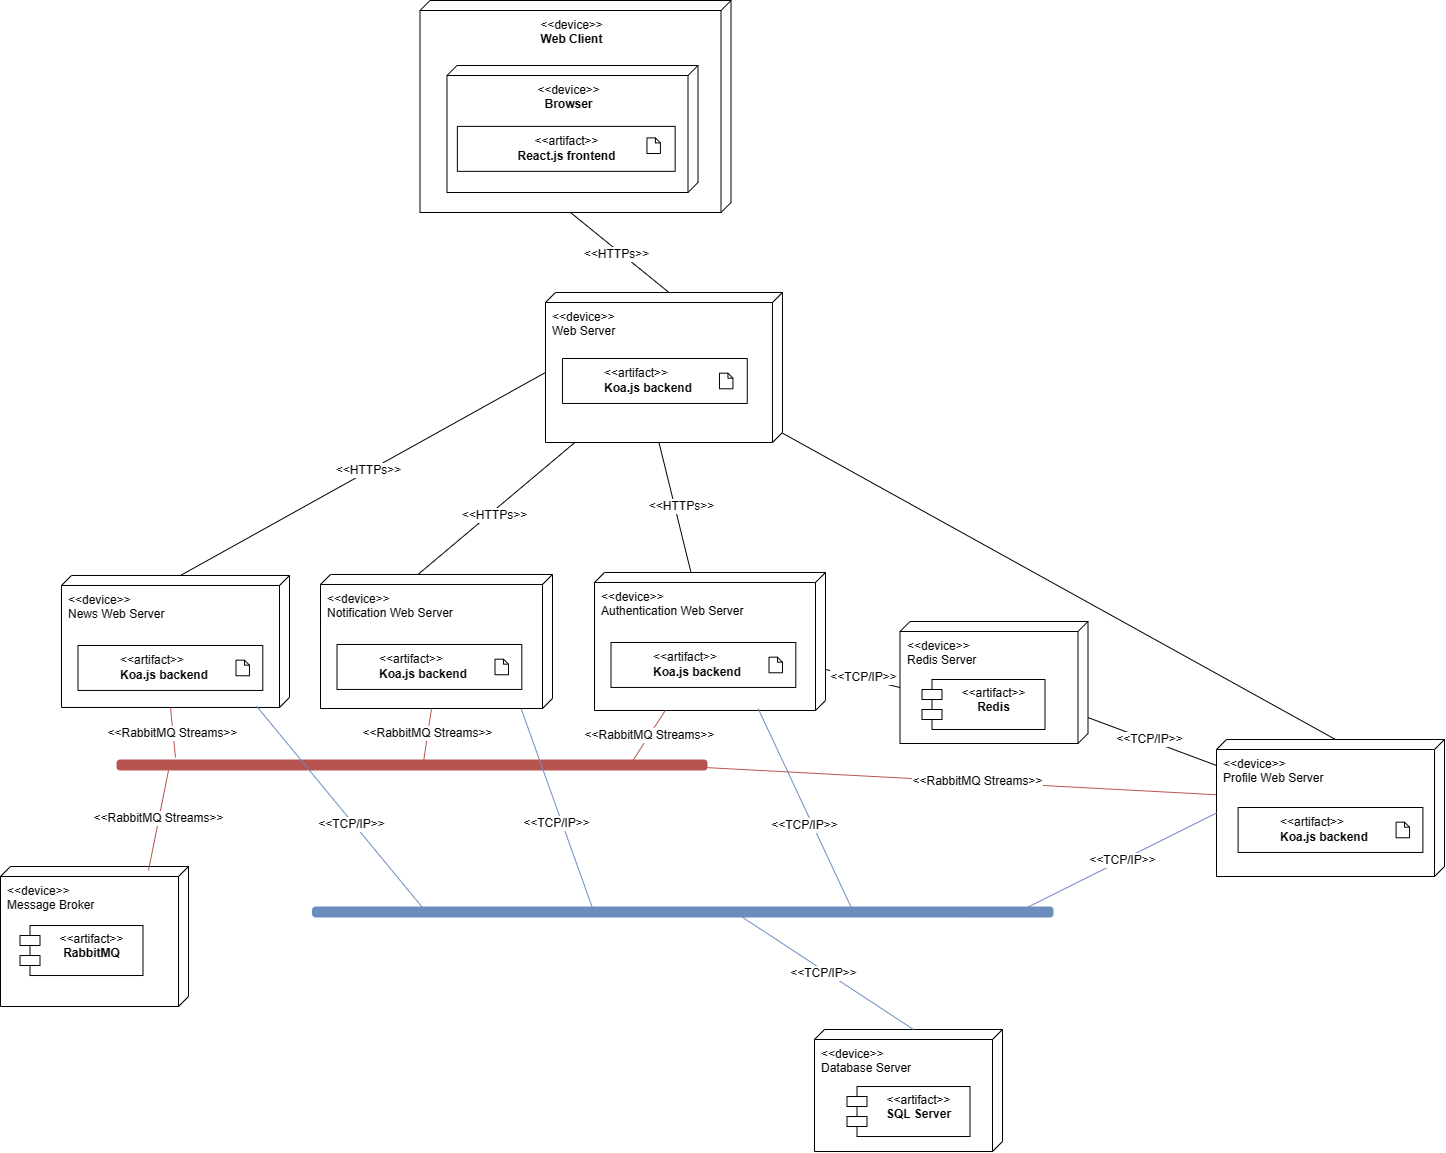 <<device>>
Web Client
<<device>>
Browser
<<artifact>>
React.js frontend
<<HTTPs>>
<<device>>
Web Server
<<artifact>>
Koa.js backend
<<HTTPs>>
<<HTTPs>>
<<HTTPs>>
<<device>>
News Web Server
<<artifact>>
Koa.js backend
<<device>>
Notification Web Server
<<artifact>>
Koa.js backend
<<device>>
Authentication Web Server
<<artifact>>
Koa.js backend
<<TCP/IP>>
<<device>>
Redis Server
<<artifact>>
Redis
<<TCP/IP>>
<<device>>
Profile Web Server
<<artifact>>
Koa.js backend
<<RabbitMQ Streams>>
<<RabbitMQ Streams>>
<<RabbitMQ Streams>>
<<RabbitMQ Streams>>
<<RabbitMQ Streams>>
<<TCP/IP>>
<<TCP/IP>>
<<TCP/IP>>
<<TCP/IP>>
<<device>>
Message Broker
<<artifact>>
RabbitMQ
<<TCP/IP>>
<<device>>
Database Server
<<artifact>>
SQL Server